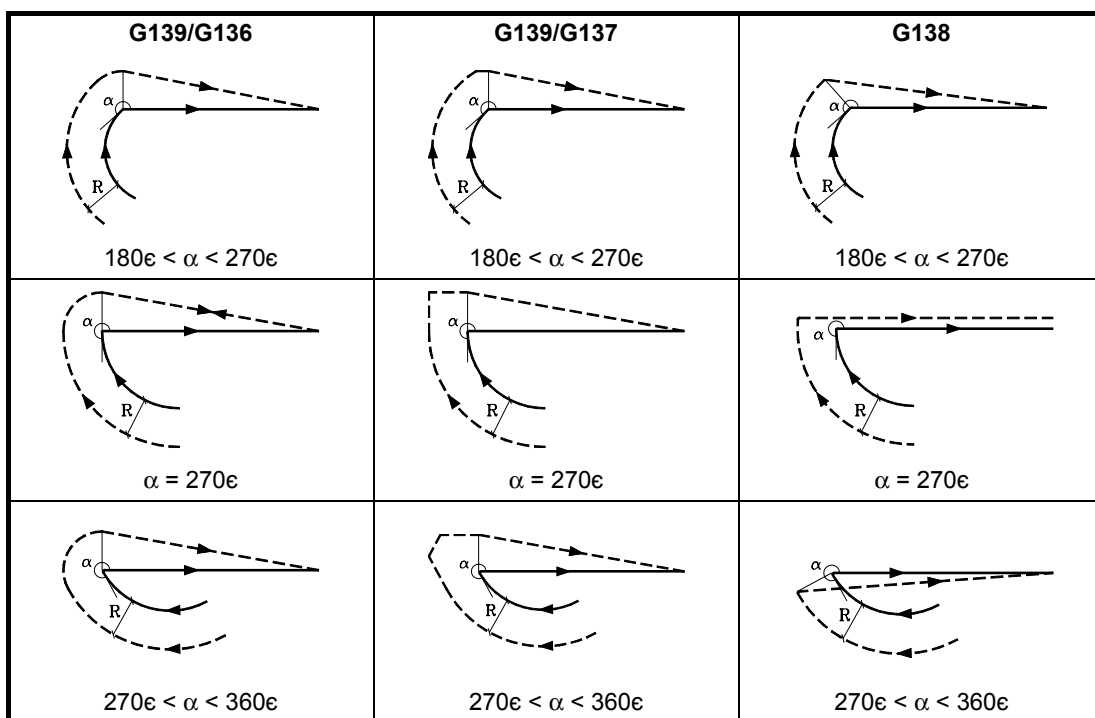 G139/G136
G139/G137
G138
α
R
α
R
α
R
180є < α < 270є
180є < α < 270є
180є < α < 270є
α
R
α
R
α
R
α = 270є
α = 270є
α = 270є
α
R
α
R
α
R
270є < α < 360є
270є < α < 360є
270є < α < 360є